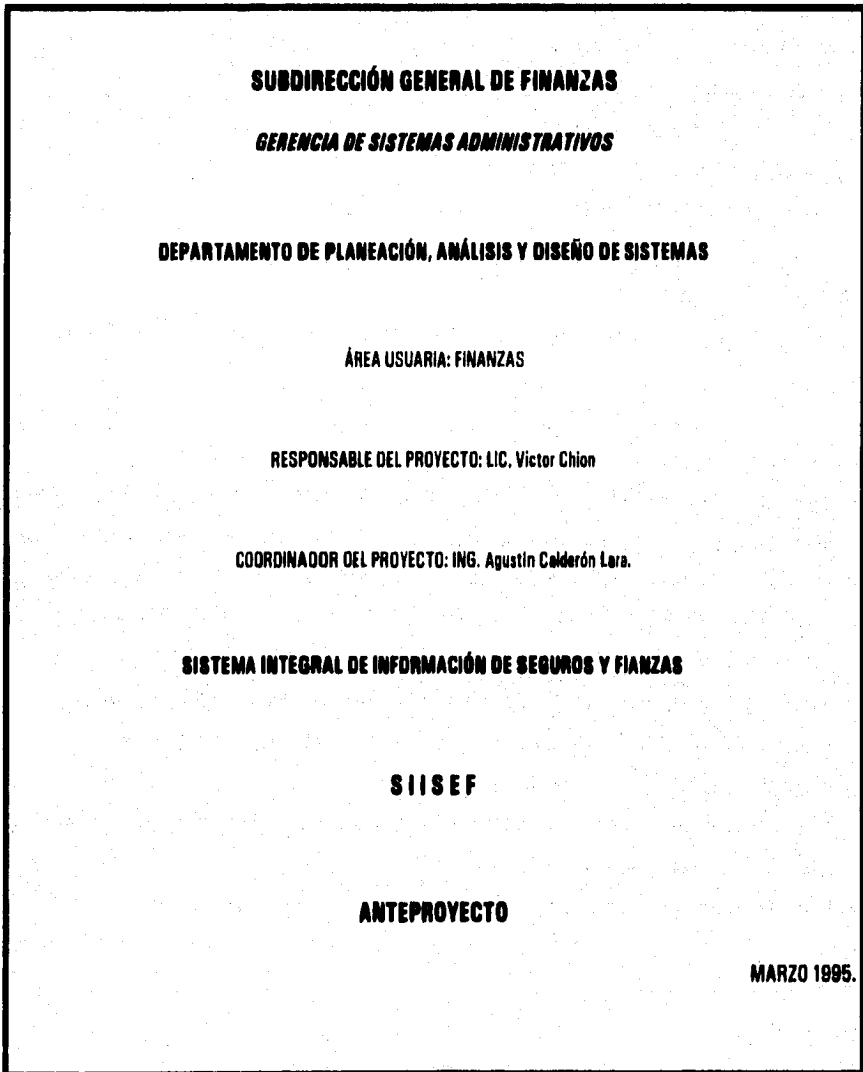 SUBDIRECCIÓN GENERAL DE FINANZAS
GERENCIA DE SISTEMAS ADMINISTRATIVOS
DEPARTAMENTO DE PLANEACIÓN, ANÁLISIS Y DISEÑO DE SISTEMAS
ÁREA USUARIA: FINANZAS
RESPONSABLE DEL PROYECTO: LIC. Victor Chion
COORDINADOR DEL PROYECTO: ING. Agustín Calderón Lara.
SISTEMA INTEGRAL DE INFORMACIÓN DE SEGUROS Y FIANZAS
S I I S E F
ANTEPROYECTO
MARZO 1995.